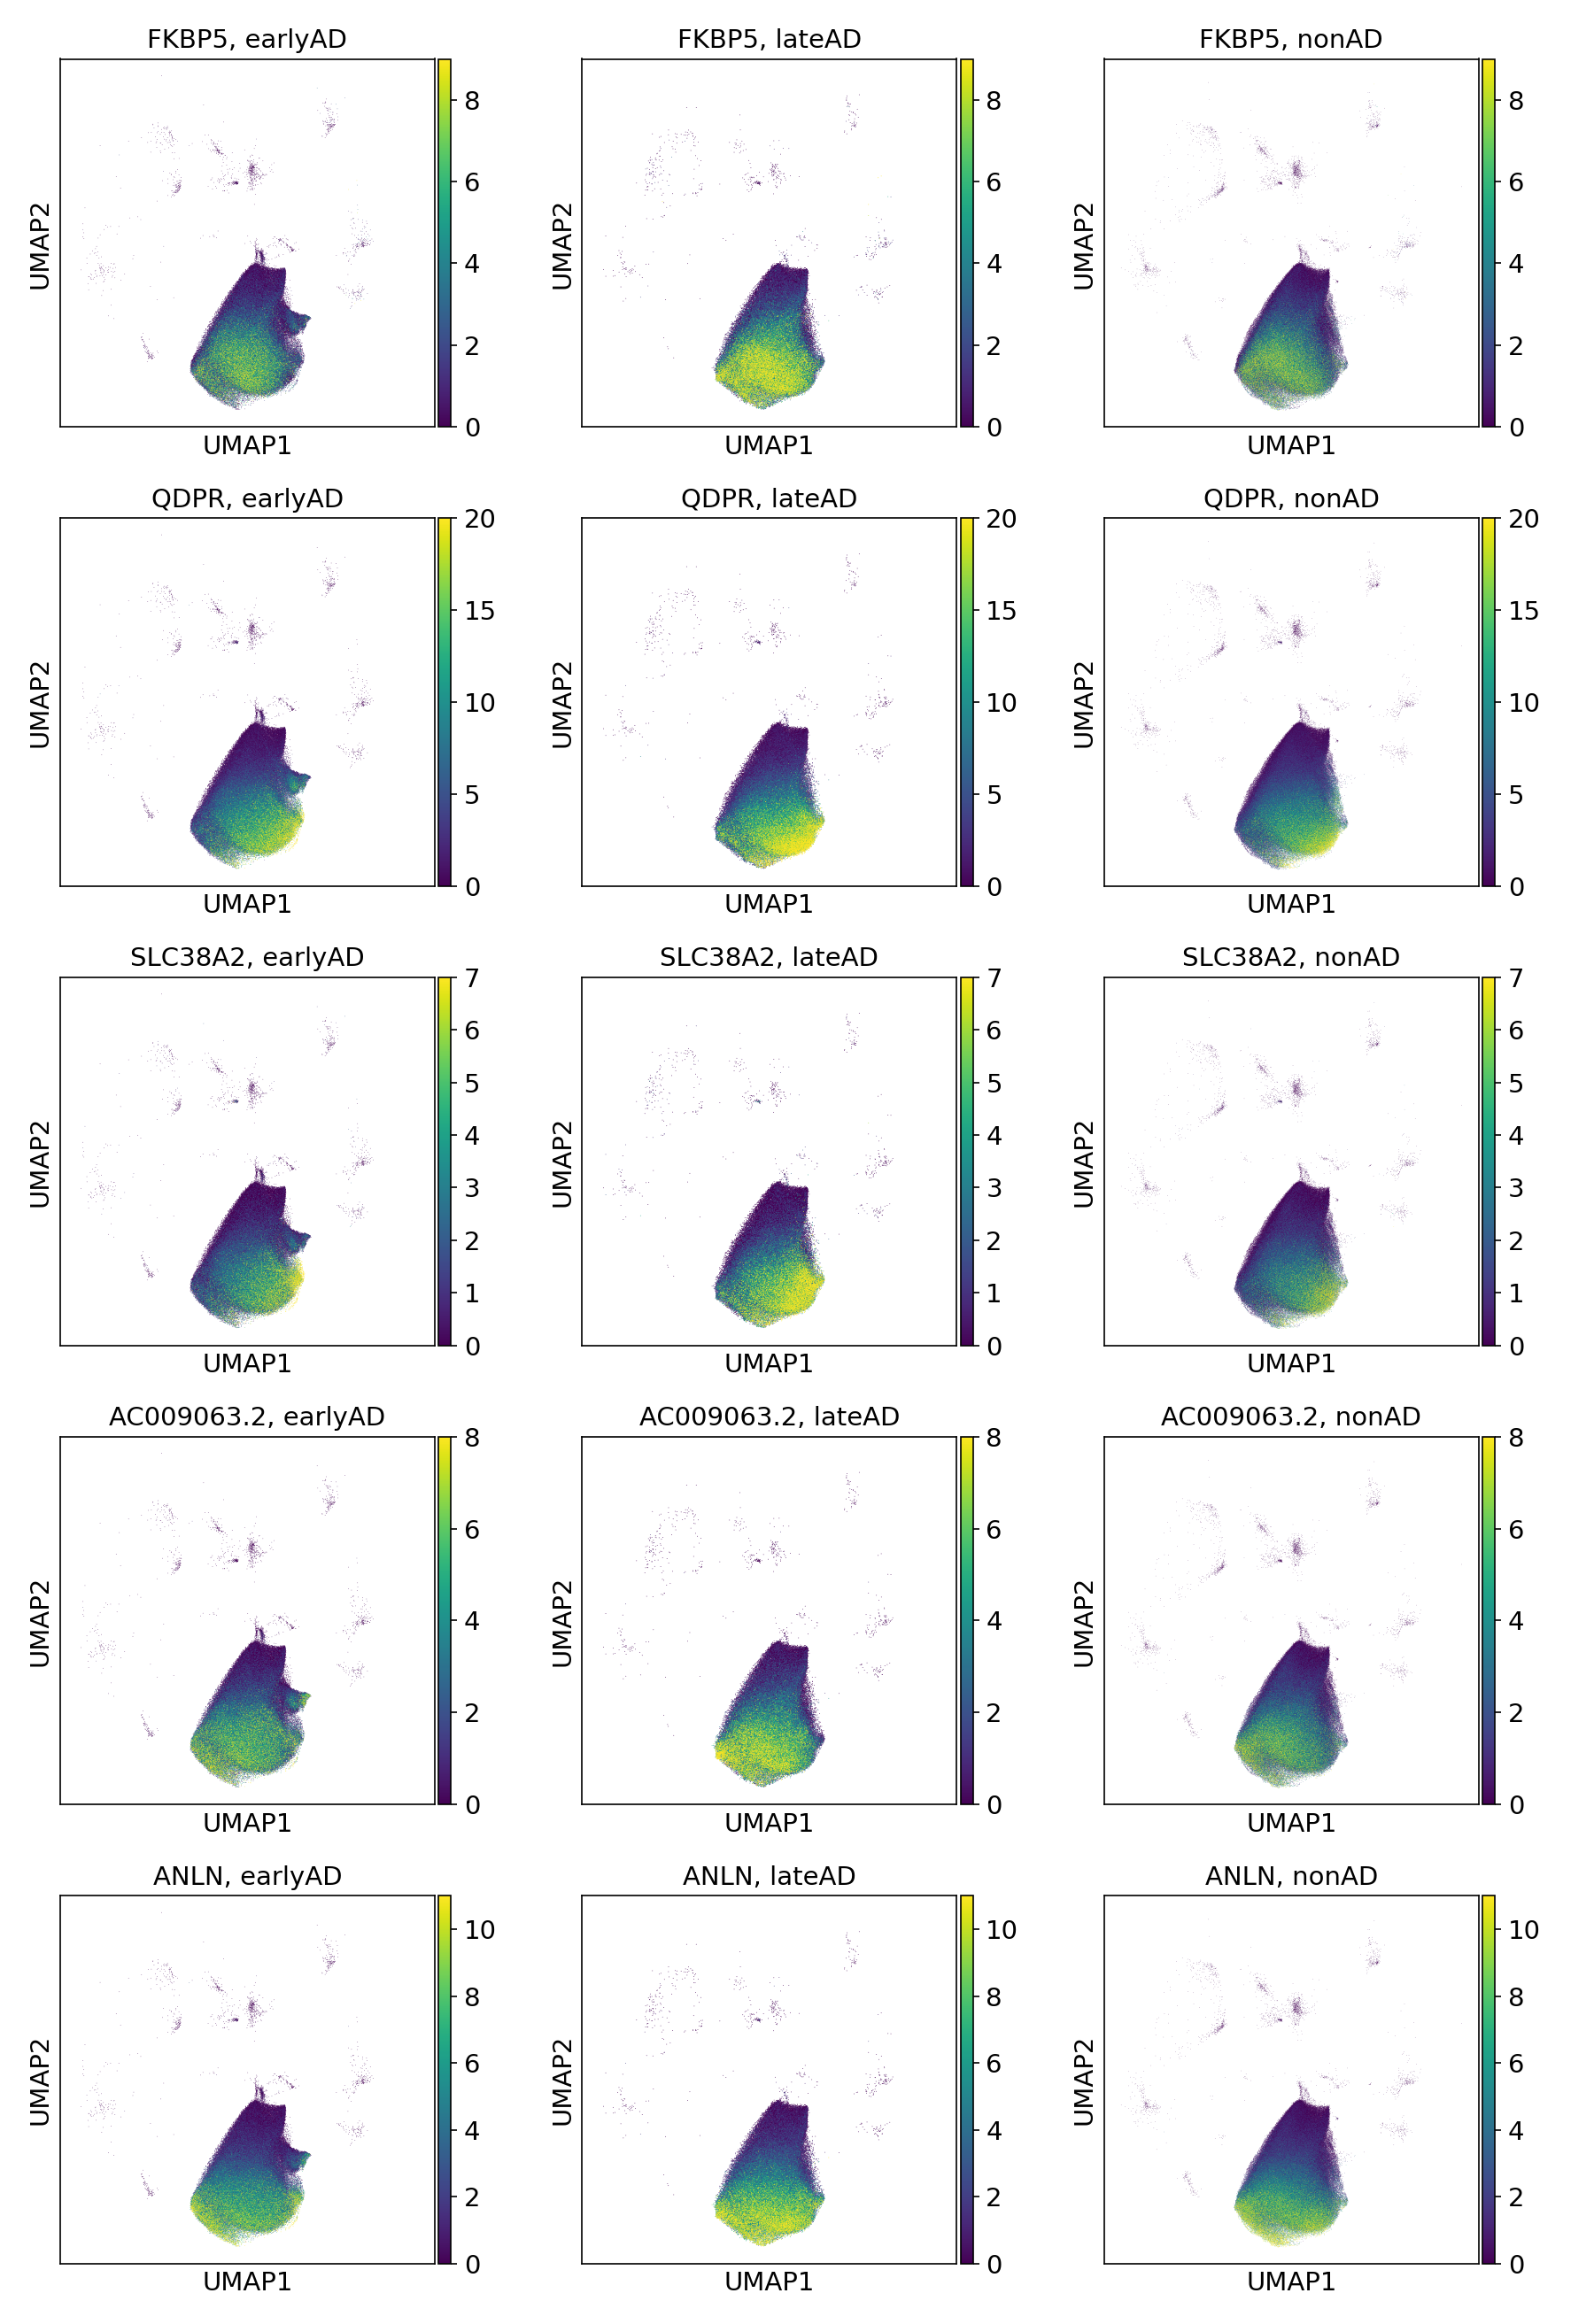 FKBP5, earlyAD
FKBP5, lateAD
FKBP5, nonAD
UMAP2
8
6
4
2
0
UMAP1
UMAP2
8
6
4
2
0
UMAP1
UMAP2
8
6
4
2
0
UMAP1
QDPR, earlyAD
QDPR, lateAD
QDPR, nonAD
UMAP2
20
15
10
5
0
UMAP1
UMAP2
20
15
10
5
0
UMAP1
UMAP2
20
15
10
5
0
UMAP1
SLC38A2, earlyAD
SLC38A2, lateAD
SLC38A2, nonAD
UMAP2
7
6
5
4
3
2
1
0
UMAP1
UMAP2
7
6
5
4
3
2
1
0
UMAP1
UMAP2
7
6
5
4
3
2
1
0
UMAP1
AC009063.2, earlyAD
AC009063.2, lateAD
AC009063.2, nonAD
UMAP2
8
6
4
2
0
UMAP1
UMAP2
8
6
4
2
0
UMAP1
UMAP2
8
6
4
2
0
UMAP1
ANLN, earlyAD
ANLN, lateAD
ANLN, nonAD
UMAP2
10
8
6
4
2
0
UMAP1
UMAP2
10
8
6
4
2
0
UMAP1
UMAP2
10
8
6
4
2
0
UMAP1